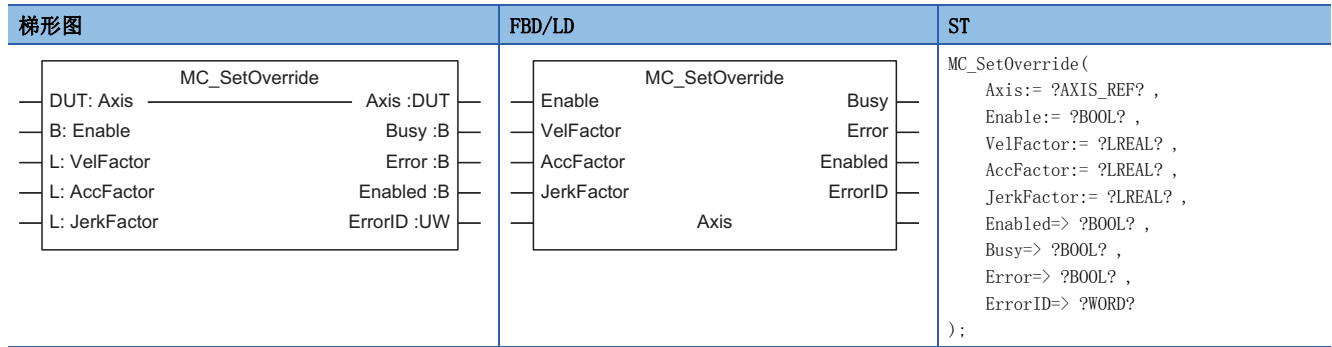 梯形图
FBD/LD
ST
MC_SetOverride
DUT: Axis
Axis :DUT
B: Enable
Busy :B
L: VelFactor
Error :B
L: AccFactor
Enabled :B
L: JerkFactor
ErrorID :UW
MC_SetOverride
Enable
Busy
VelFactor
Error
AccFactor
Enabled
JerkFactor
ErrorID
Axis
MC_SetOverride(
Axis:= ?AXIS_REF? ,
Enable:= ?BOOL? ,
VelFactor:= ?LREAL? ,
AccFactor:= ?LREAL? ,
JerkFactor:= ?LREAL? ,
Enabled=> ?BOOL? ,
Busy=> ?BOOL? ,
Error=> ?BOOL? ,
ErrorID=> ?WORD?
);